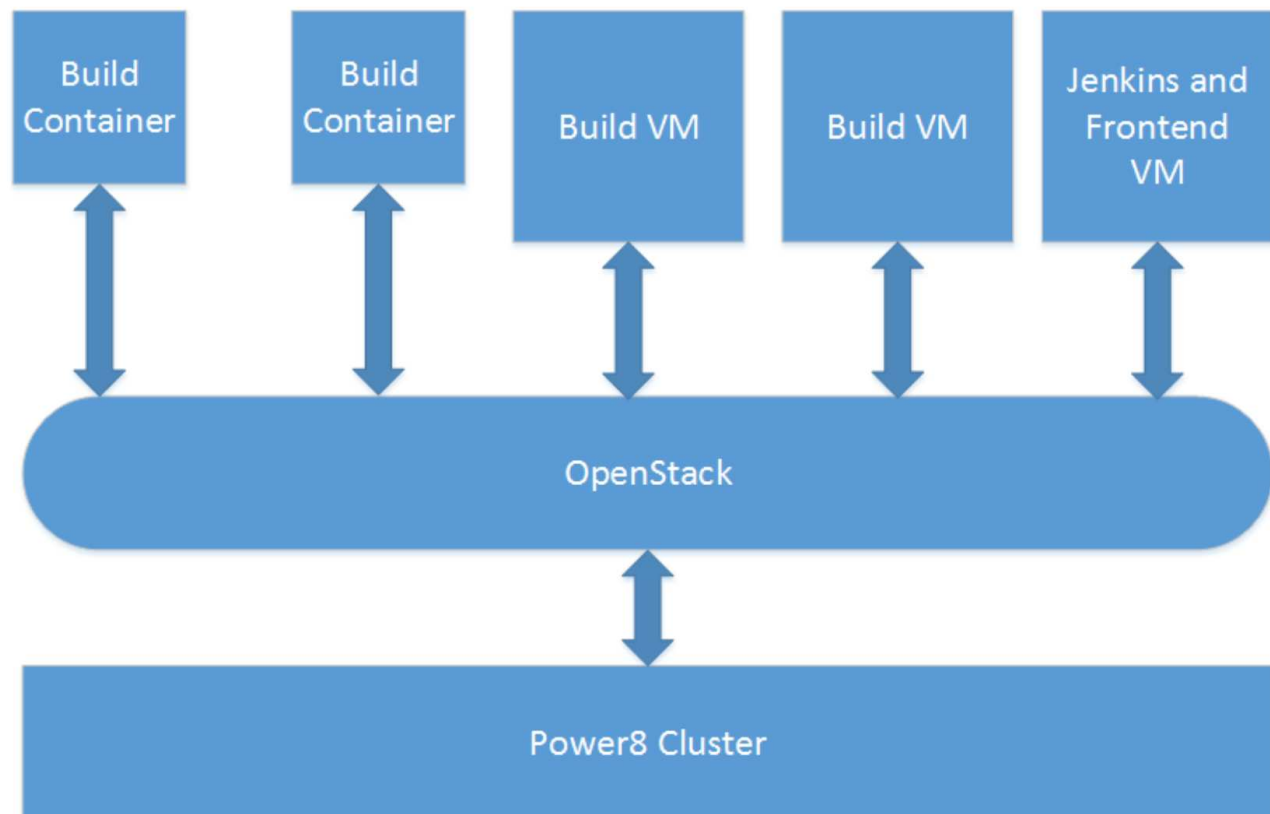 Build
Container
Build
Container
Build VM
Build VM
Jenkins and
Frontend
VM
OpenStack
Power8 Cluster